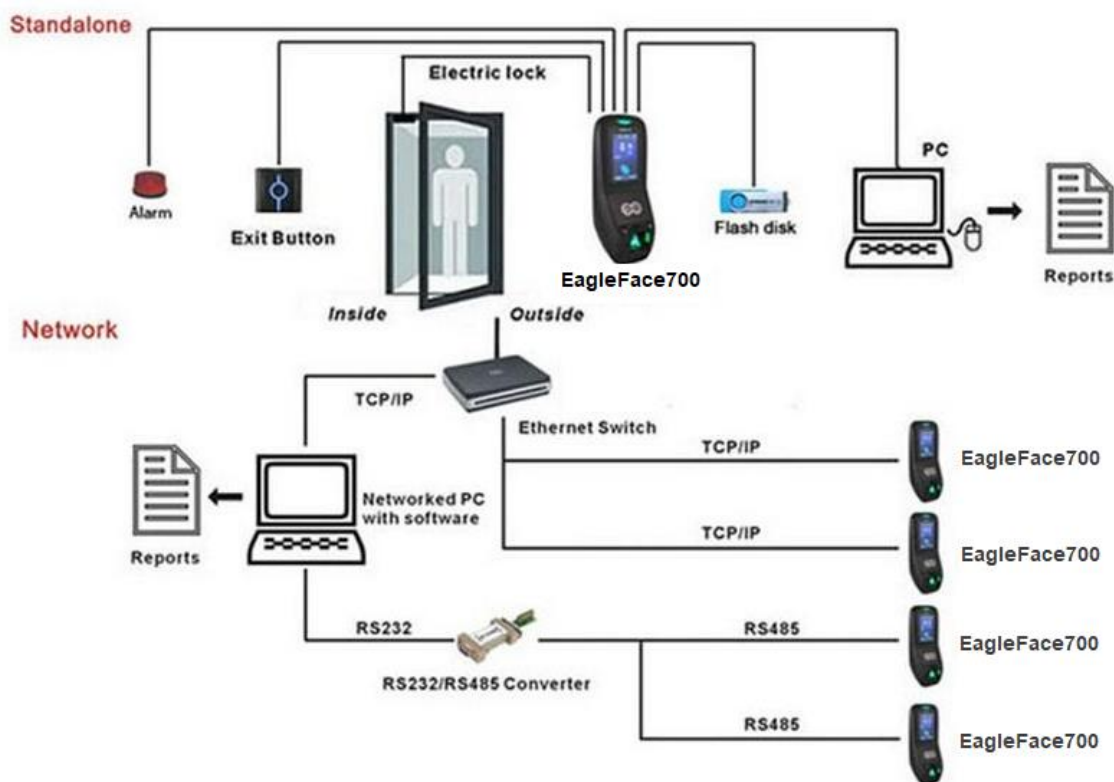 Standalone
Electric lock
PC
Alarm
Exit Button
Flash disk
EagleFace700
Reports
Inside
Outside
Network
TCP/IP
Ethernet Switch
TCP/IP
EagleFace700
Networked PC
with software
Reports
TCP/IP
EagleFace700
RS232
RS485
EagleFace700
RS232/RS485 Converter
RS485
EagleFace700